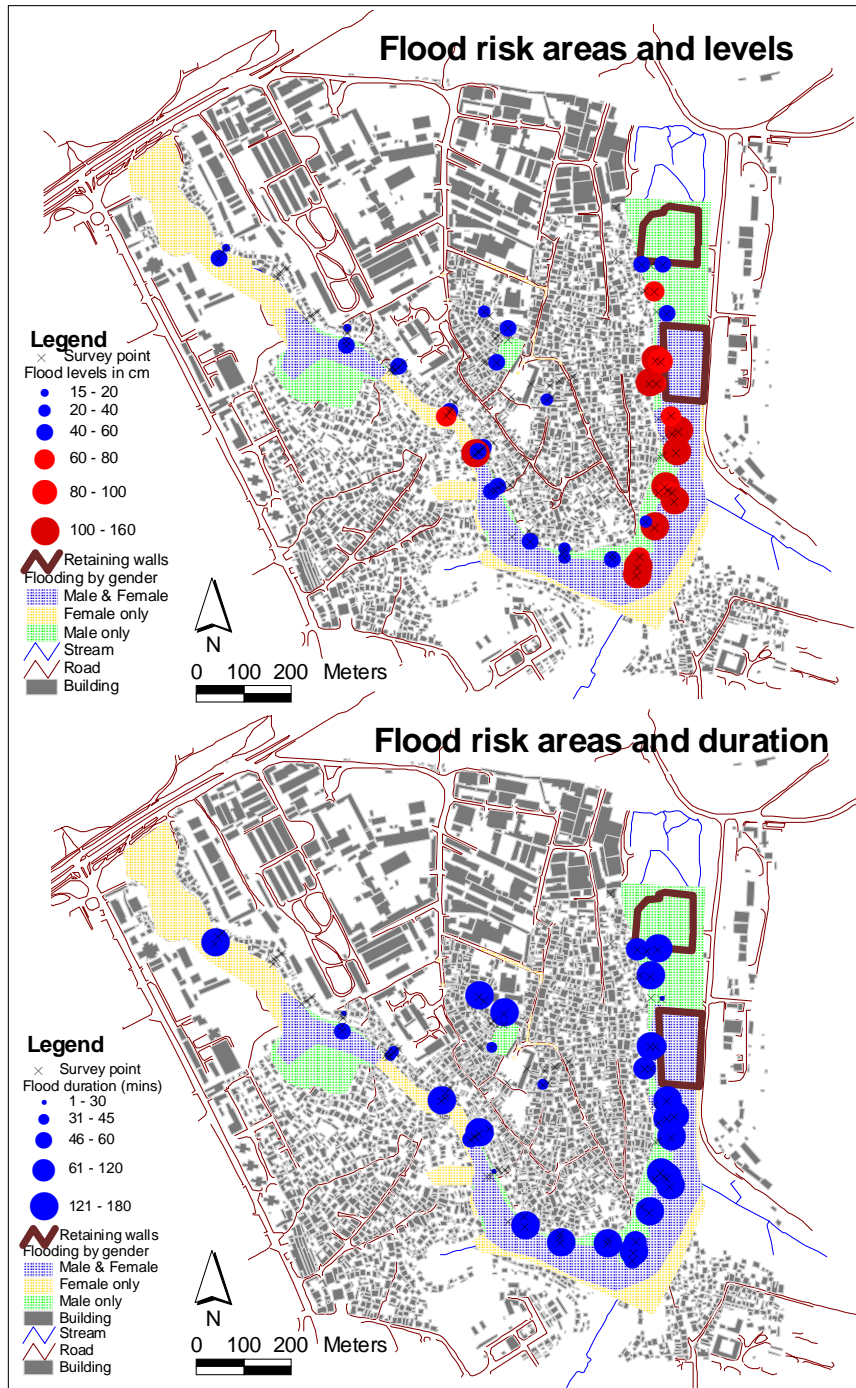 Flood risk areas and levels
Legend
Survey point
Flood levels in cm
15 - 20
20 - 40
40 - 60
60 - 80
80 - 100
100 - 160
Retaining walls
Flooding by gender
Male & Female
Female only
Male only
Stream
Road
Building
N
0 100 200 Meters
Flood risk areas and duration
Legend
Survey point
Flood duration (mins)
1 - 30
31 - 45
46 - 60
61 - 120
121 - 180
Retaining walls
Flooding by gender
Male & Female
Female only
Male only
Building
Stream
Road
Building
N
0 100 200 Meters